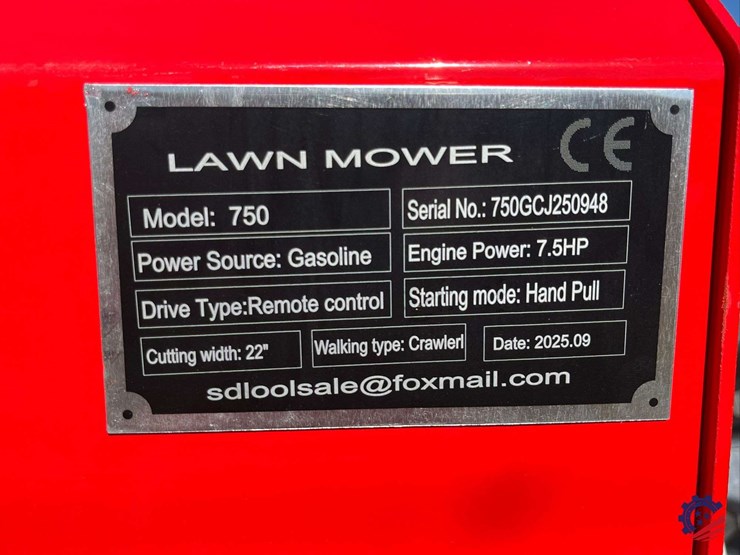 LAWN MOWER CE
Model: 750
Serial No.: 750GCJ250948
Power Source: Gasoline
Engine Power: 7.5HP
Drive Type:Remote control
Starting mode: Hand Pull
Cutting width: 22"
Walking type: Crawlerl
Date: 2025.09
sdloolsale@foxmail.com